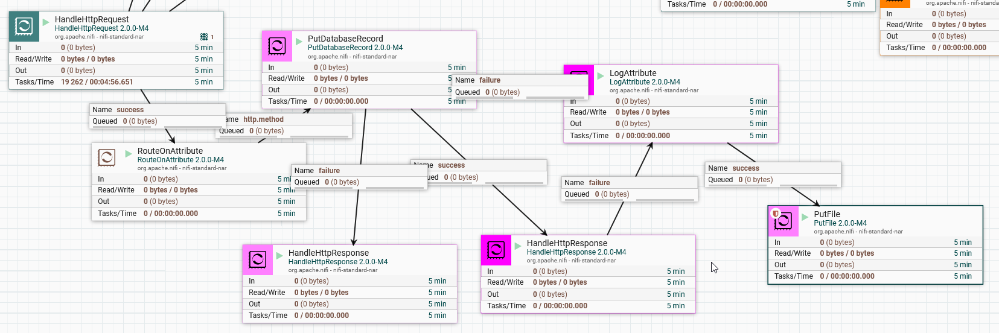 Tasks/Time 0 / 00:00:00.000 5 min
org.apache.nifi - nifi-standa
In 0 (0 bytes)
Read/Write 0 bytes / 0 bytes
Out 0 (0 bytes)
Tasks/Time 0 / 00:00:00.000
HandleHttpRequest
HandleHttpRequest 2.0.0-M4
org.apache.nifi - nifi-standard-nar
1
In 0 (0 bytes) 5 min
Read/Write 0 bytes / 0 bytes 5 min
Out 0 (0 bytes) 5 min
Tasks/Time 19 262 / 00:04:56.651 5 min
PutDatabaseRecord
PutDatabaseRecord 2.0.0-M4
org.apache.nifi - nifi-standard-nar
In 0 (0 bytes) 5 min
Read/Write 0 bytes / 0 bytes 5
Out 0 (0 bytes) 5
Tasks/Time 0 / 00:00:00.000 5 min
Name failure
Queued 0 (0 bytes)
LogAttribute
LogAttribute 2.0.0-M4
org.apache.nifi - nifi-standard-nar
In 0 (0 bytes) 5 min
Read/Write 0 bytes / 0 bytes 5 min
Out 0 (0 bytes) 5 min
Tasks/Time 0 / 00:00:00.000 5 min
Name success
Queued 0 (0 bytes)
ame http.method
Queued 0 (0 bytes)
RouteOnAttribute
RouteOnAttribute 2.0.0-M4
org.apache.nifi - nifi-standard-nar
In 0 (0 bytes) 5 mi
Read/Write 0 bytes / 0 bytes 5 mi
Out 0 (0 bytes) 5 min
Tasks/Time 0 / 00:00:00.000 5 min
Name failure
Queued 0 (0 bytes)
Name success
ued 0 (0 bytes)
Name failure
Queued 0 (0 bytes)
Name success
Queued 0 (0 bytes)
PutFile
PutFile 2.0.0-M4
org.apache.nifi - nifi-standard-nar
In 0 (0 bytes) 5 min
Read/Write 0 bytes / 0 bytes 5 min
Out 0 (0 bytes) 5 min
Tasks/Time 0 / 00:00:00.000 5 min
HandleHttpResponse
HandleHttpResponse 2.0.0-M4
org.apache.nifi - nifi-standard-nar
In 0 (0 bytes) 5 min
Read/Write 0 bytes / 0 bytes 5 min
Out 0 (0 bytes) 5 min
Tasks/Time 0 / 00:00:00.000 5 min
HandleHttpResponse
HandleHttpResponse 2.0.0-M4
org.apache.nifi - nifi-standard-nar
In 0 (0 bytes) 5 min
Read/Write 0 bytes / 0 bytes 5 min
Out 0 (0 bytes) 5 min
Tasks/Time 0 / 00:00:00.000 5 min